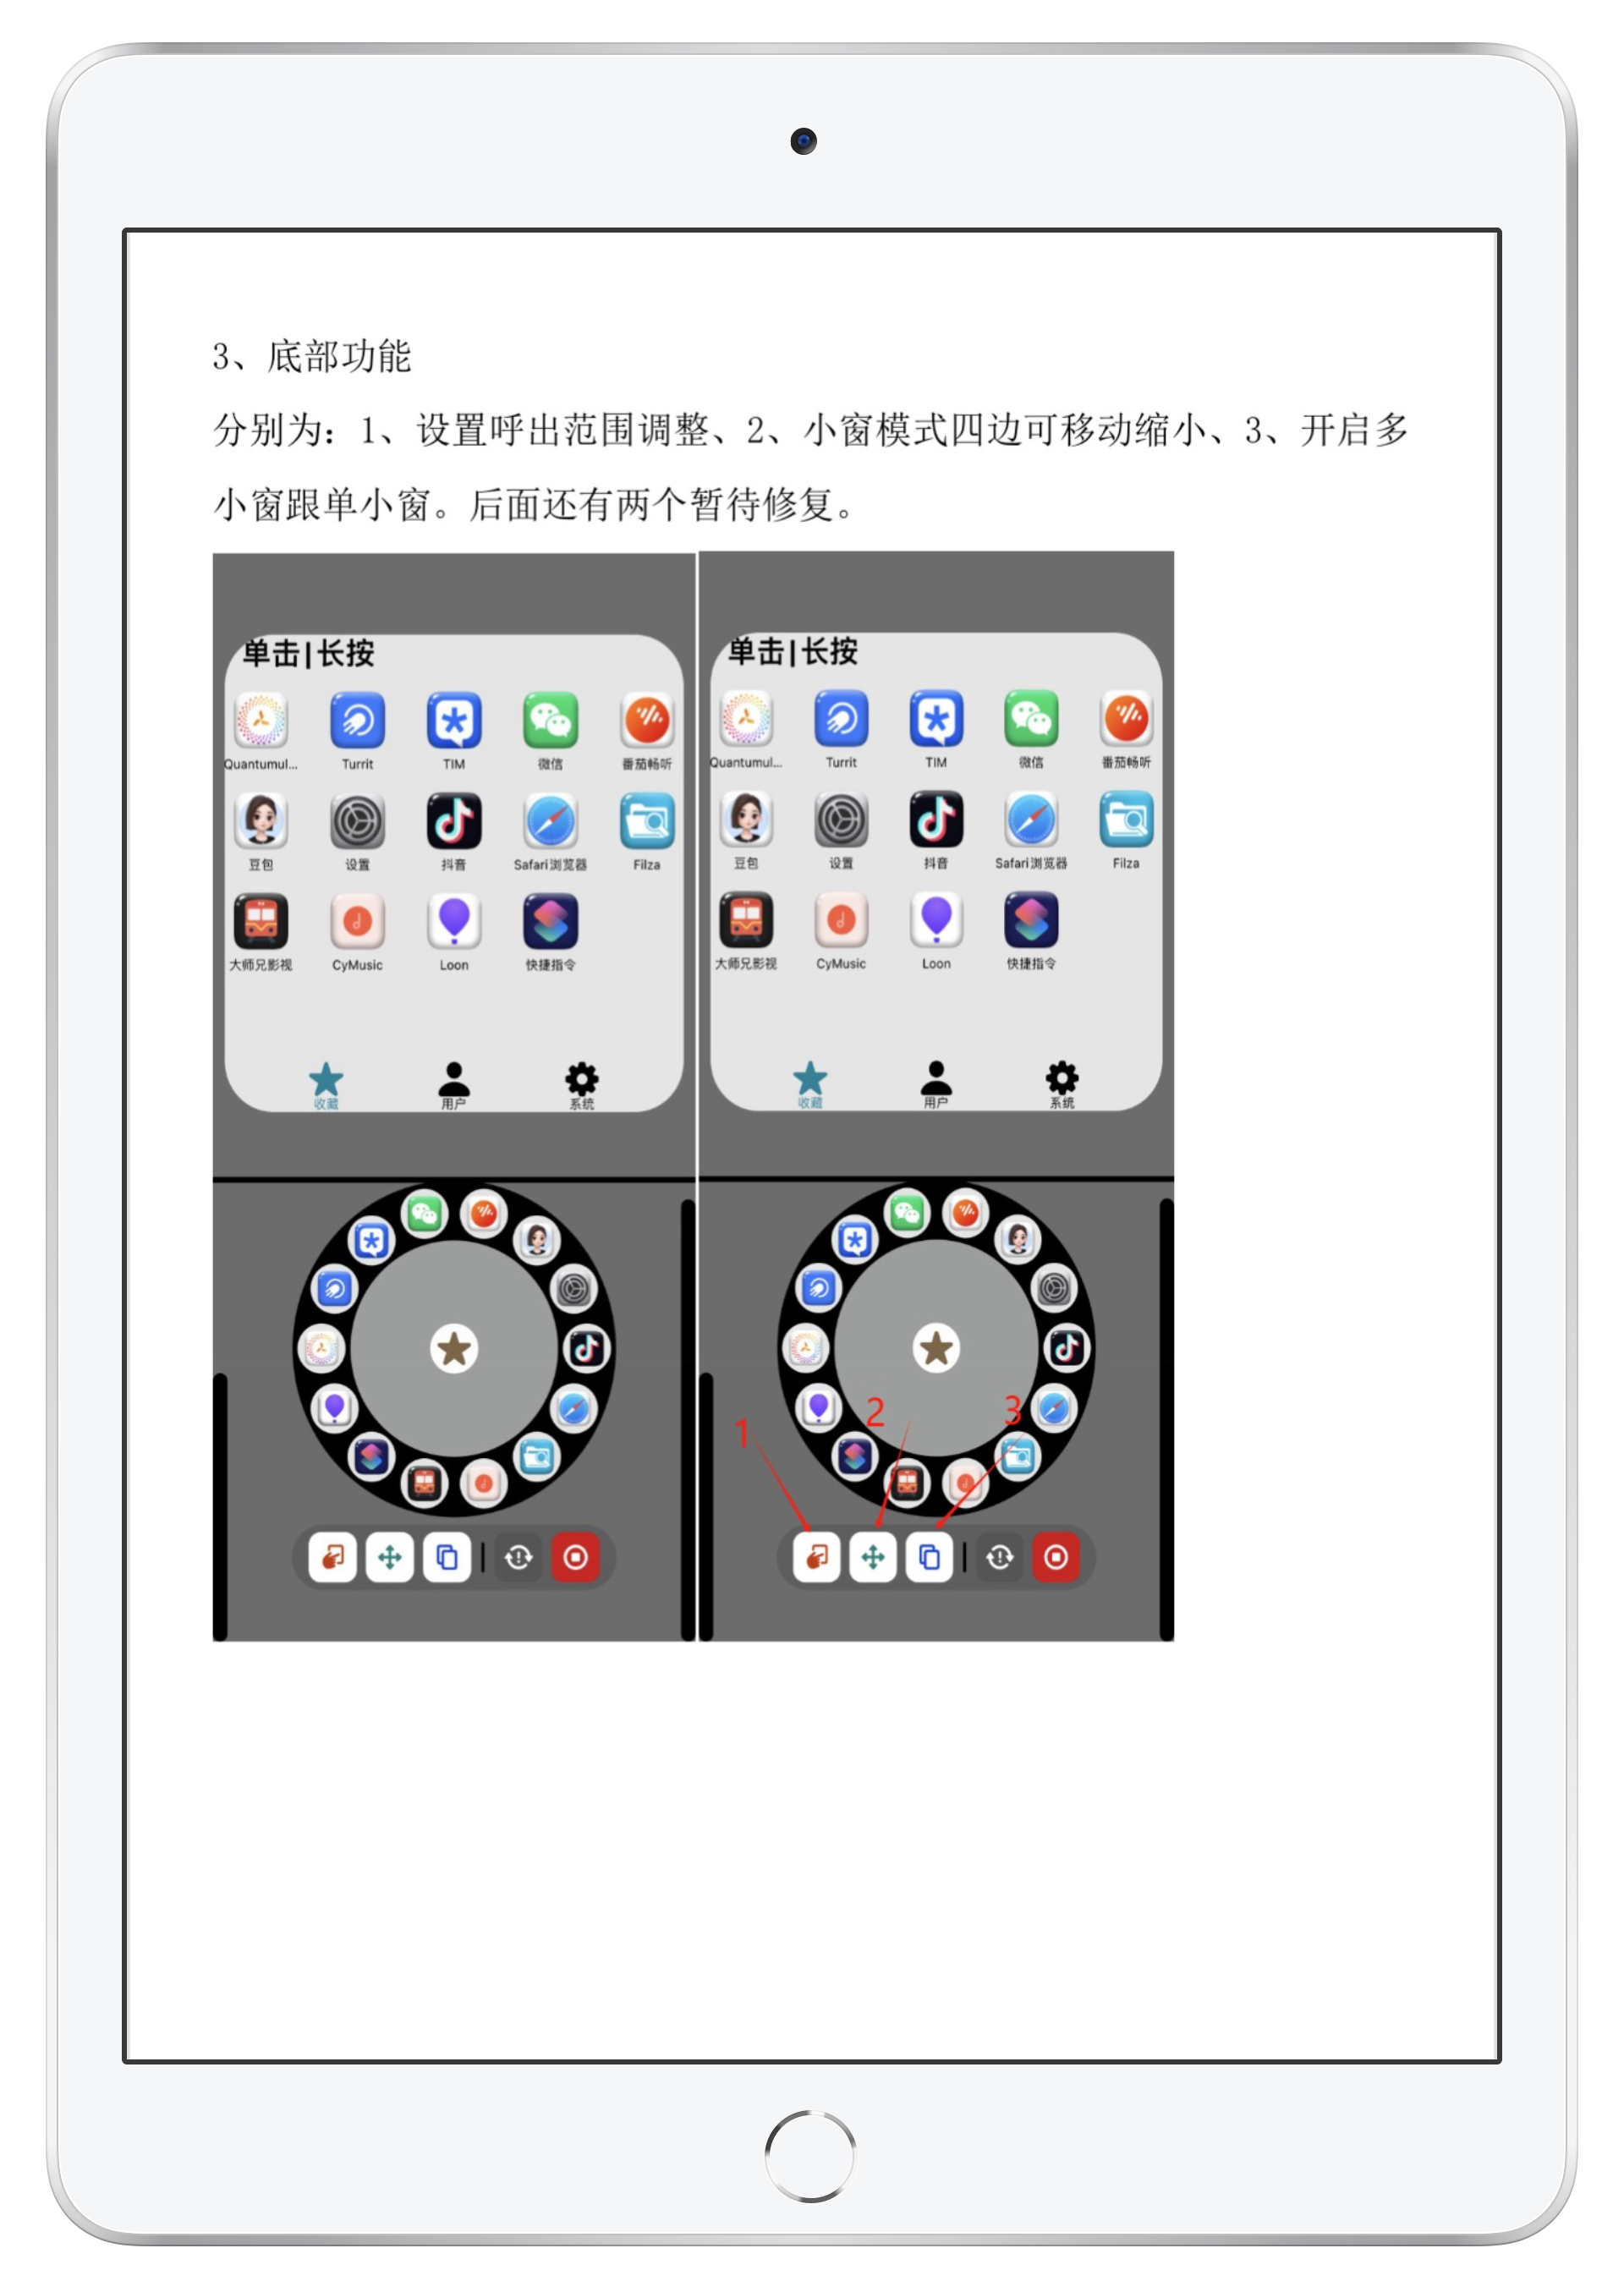 3、底部功能
分别为：1、设置呼出范围调整、2、小窗模式四边可移动缩小、3、开启多
小窗跟单小窗。后面还有两个暂待修复。
单击|长按
Quantumul... Turrit TIM 微信 番茄畅听
豆包 设置 抖音 Safari浏览器 Filza
大师兄影视 CyMusic Loon 快捷指令
收藏 用户 系统
单击|长按
Quantumul... Turrit TIM 微信 番茄畅听
豆包 设置 抖音 Safari浏览器 Filza
大师兄影视 CyMusic Loon 快捷指令
收藏 用户 系统
1 2 3